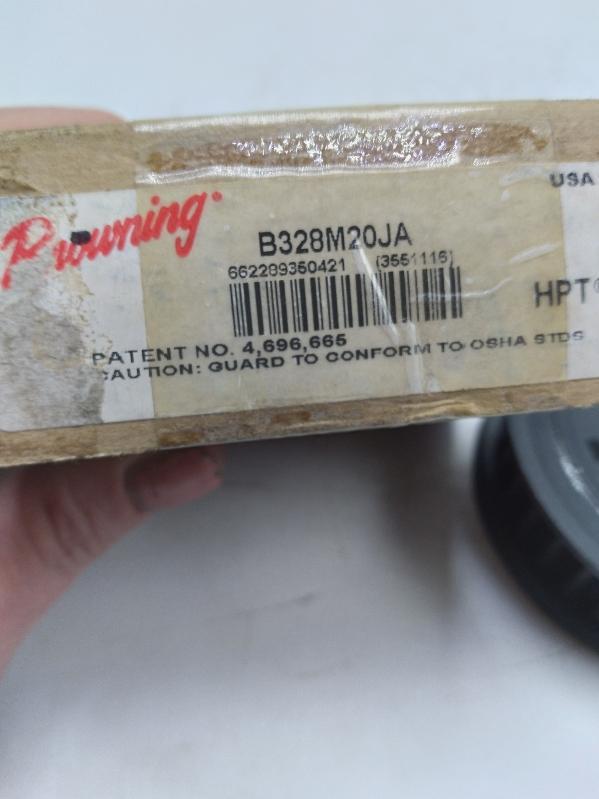 USA
Browning®
B328M20JA
662289350421 (3551116)
HPT®
PATENT NO. 4,696,665
CAUTION: GUARD TO CONFORM TO OSHA STDS